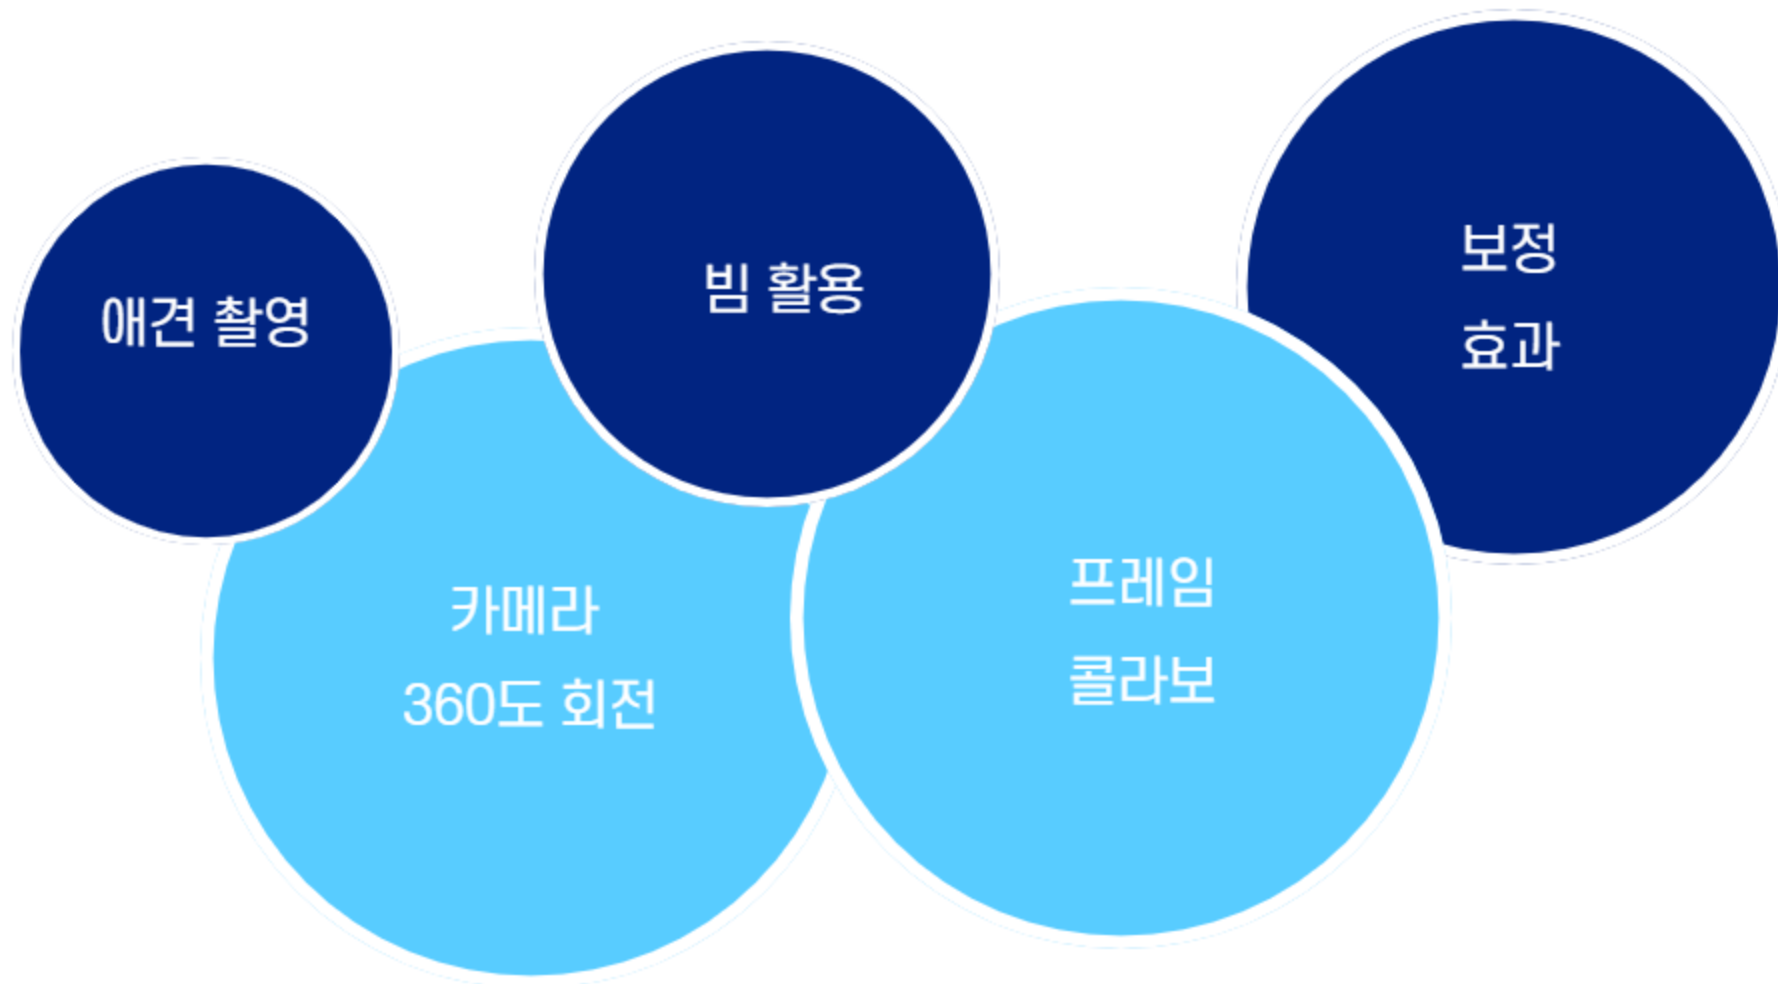 애견 촬영
빔 활용
보정
효과
카메라
360도 회전
프레임
콜라보